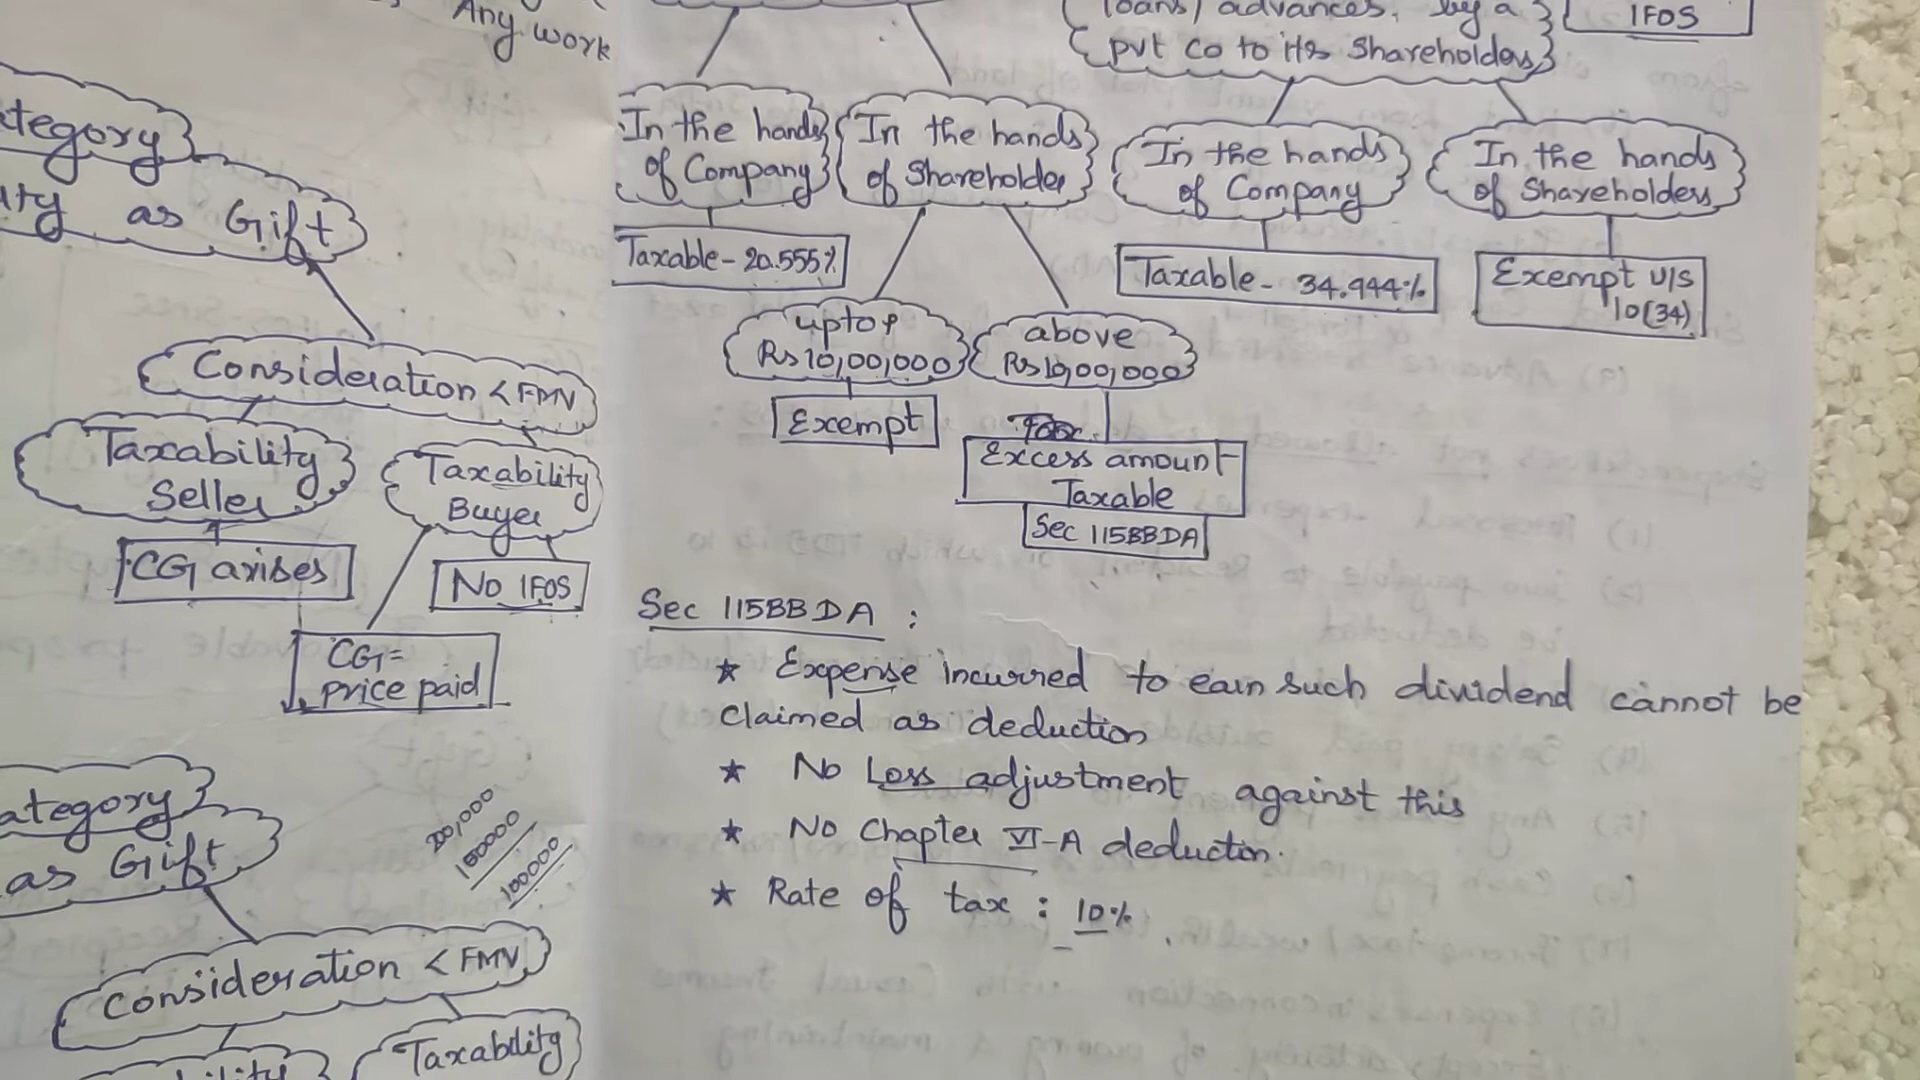 Any work
tegory
as Gift
Consideration < FMV
Taxability
Seller
CG arises
Taxability
Buyer
No IFOS
CG =
price paid
ategory
as Gift
100000
100000
Consideration < FMV
Taxability
loans/ advances, by a
pvt co to its shareholders
IFOS
In the hands
of Company
Taxable - 20.555%
In the hands
of Shareholder
upto
Rs 10,00,000
Exempt
above
Rs 10,00,000
Excess amount
Taxable
Sec 115BBDA
In the hands
of Company
Taxable - 34.944%
In the hands
of Shareholders
Exempt u/s
10(34)
Sec 115BBDA :
★ Expense incurred to earn such dividend cannot be
claimed as deduction
★ No Loss adjustment against this
★ No Chapter VI-A deduction.
★ Rate of tax : 10%